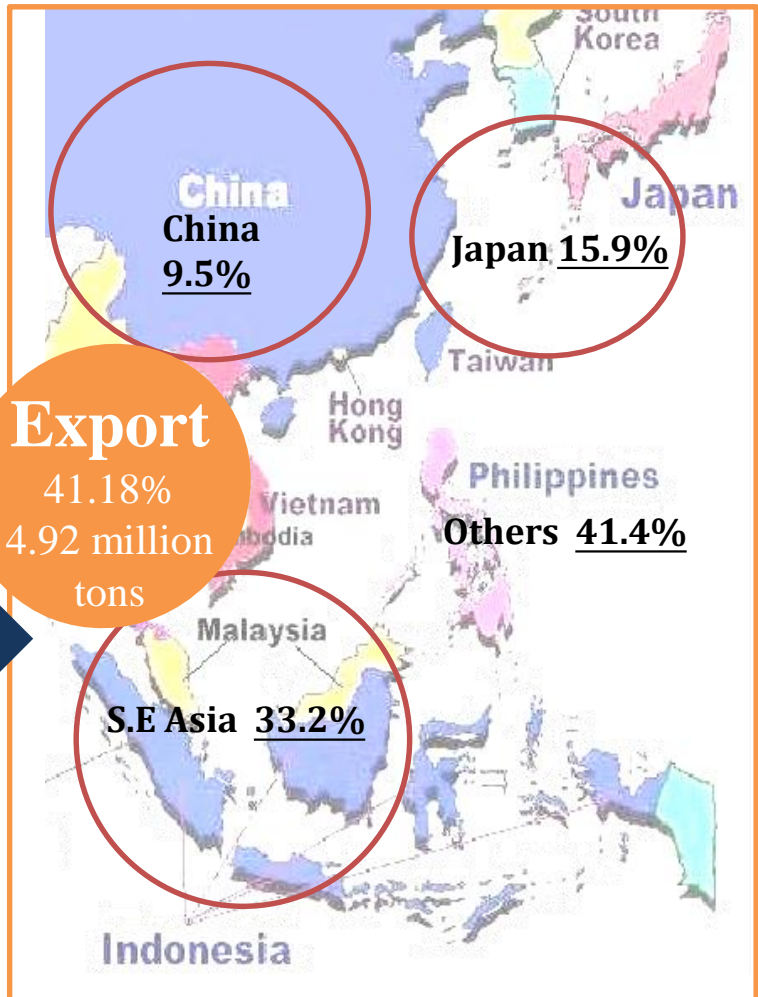 South
Korea
China
China
9.5%
Japan
Japan 15.9%
Taiwan
Hong
Kong
Export
41.18%
4.92 million
tons
Philippines
Vietnam
bodia
Others 41.4%
Malaysia
S.E Asia 33.2%
Indonesia